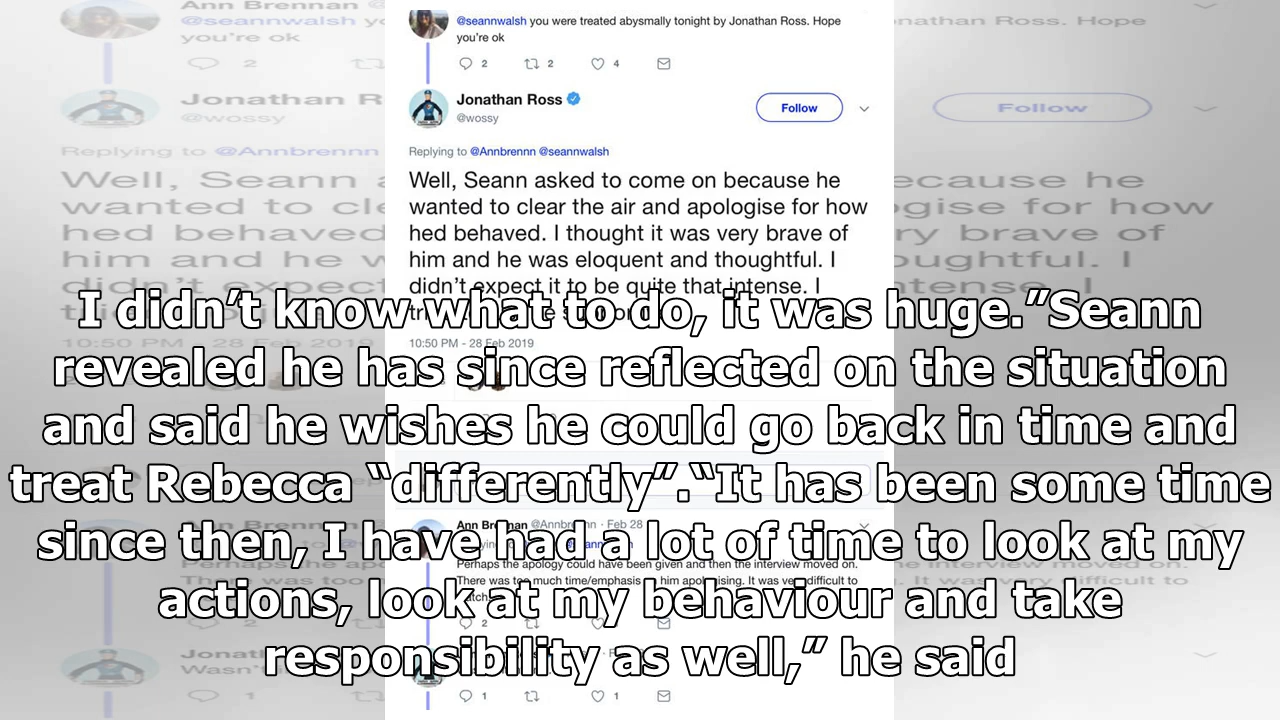 Ann Brennan
@seannwalsh you were treated abysmally tonight by Jonathan Ross. Hope
you're ok
2 2 4
Jonathan Ross
@wossy
Follow
Replying to @Annbrennn @seannwalsh
Well, Seann asked to come on because he
wanted to clear the air and apologise for how
hed behaved. I thought it was very brave of
him and he was eloquent and thoughtful. I
didn't expect it to be quite that intense. I
10:50 PM - 28 Feb 2019
I didn’t know what to do, it was huge.”Seann
revealed he has since reflected on the situation
and said he wishes he could go back in time and
treat Rebecca “differently”.“It has been some time
since then, I have had a lot of time to look at my
actions, look at my behaviour and take
responsibility as well,” he said
Ann Brennan @Annbrennn · Feb 28
Perhaps the apology could have been given and then the interview moved on.
There was too much time/emphasis him apologising. It was very difficult to
2
1 1